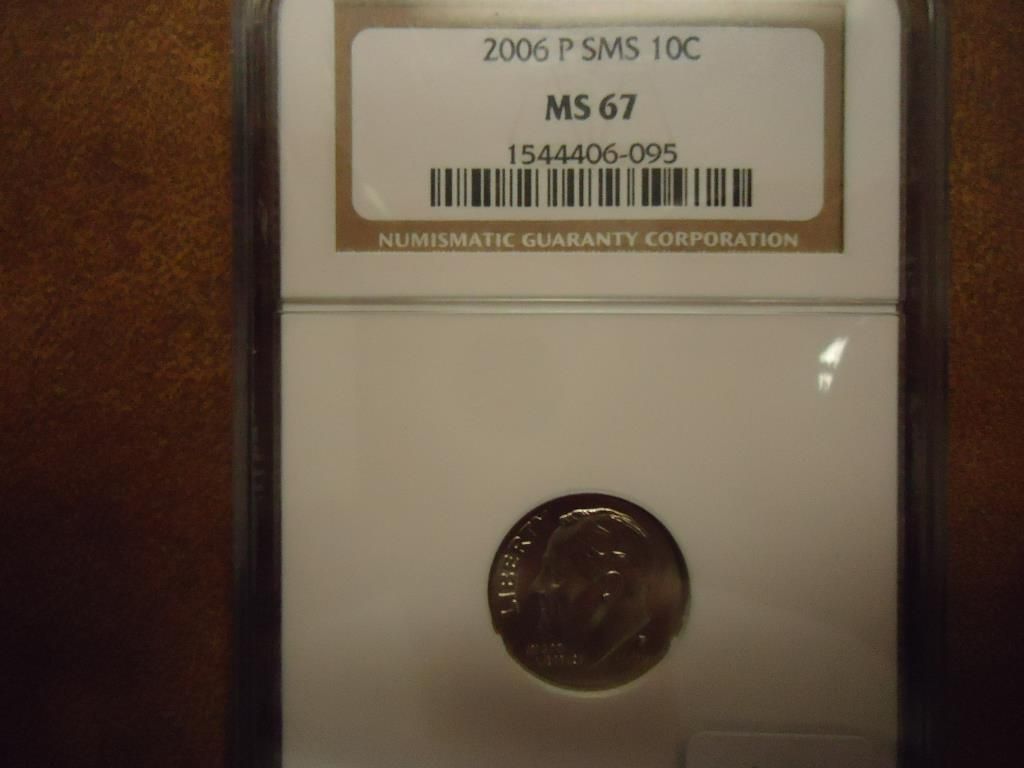 2006 P SMS 10C
MS 67
1544406-095
NUMISMATIC GUARANTY CORPORATION
LIBERTY
P